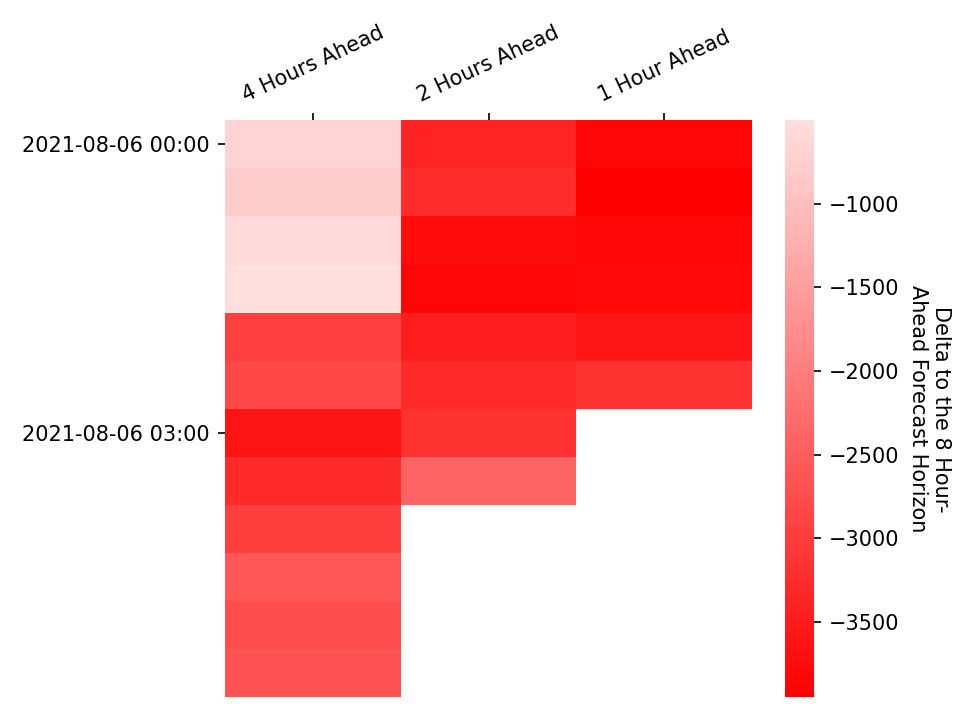 4 Hours Ahead
2 Hours Ahead
1 Hour Ahead
2021-08-06 00:00
2021-08-06 03:00
−1000
−1500
−2000
−2500
−3000
−3500
Delta to the 8 Hour-
Ahead Forecast Horizon